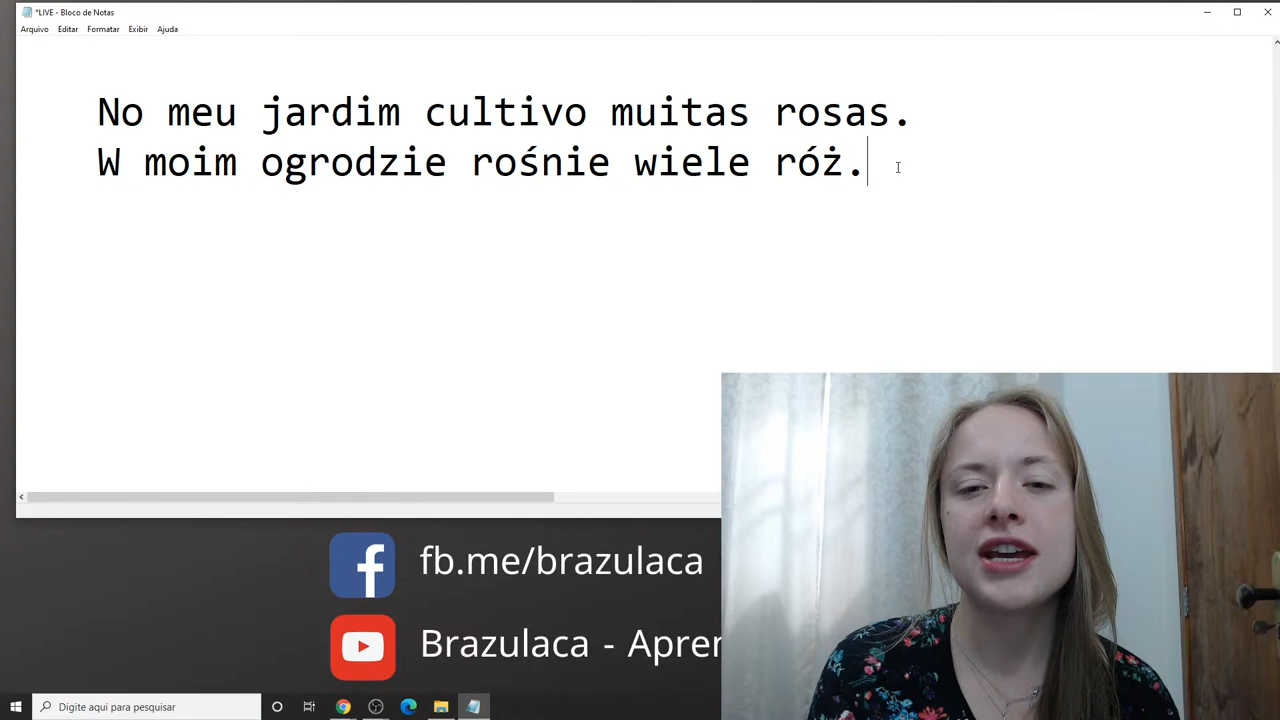 *LIVE - Bloco de Notas
Arquivo Editar Formatar Exibir Ajuda
No meu jardim cultivo muitas rosas.
W moim ogrodzie rośnie wiele róż.
fb.me/brazulaca
Brazulaca - Apren
Digite aqui para pesquisar